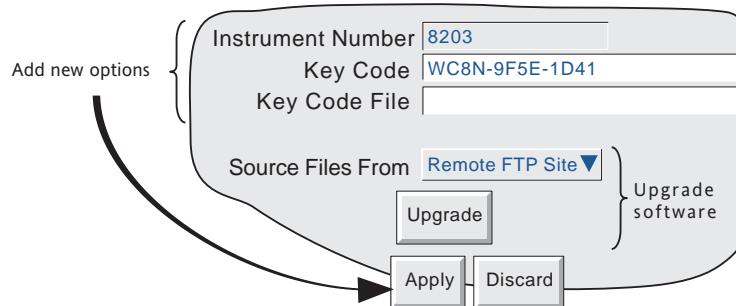 Instrument Number 8203
Add new options
Key Code WC8N-9F5E-1D41
Key Code File
Source Files From Remote FTP Site
Upgrade software
Upgrade
Apply Discard